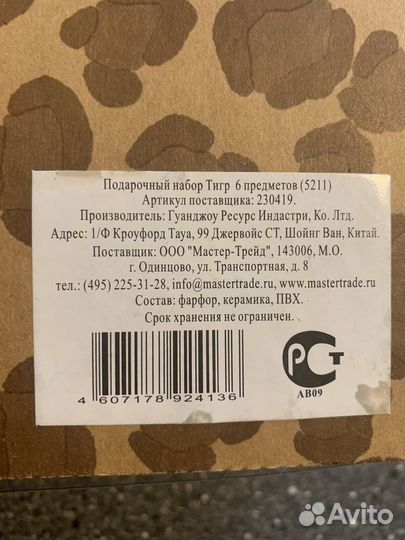 Подарочный набор Тигр 6 предметов (5211)
Артикул поставщика: 230419.
Производитель: Гуанджоу Ресурс Индастри, Ко. Лтд.
Адрес: 1/Ф Кроуфорд Тауа, 99 Джервойс СТ, Шойнг Ван, Китай.
Поставщик: ООО "Мастер-Трейд", 143006, М.О.
г. Одинцово, ул. Транспортная, д. 8
тел.: (495) 225-31-28, info@mastertrade.ru, www.mastertrade.ru
Состав: фарфор, керамика, ПВХ.
Срок хранения не ограничен.
РСТ
АВ09
4 607178 924136
Avito